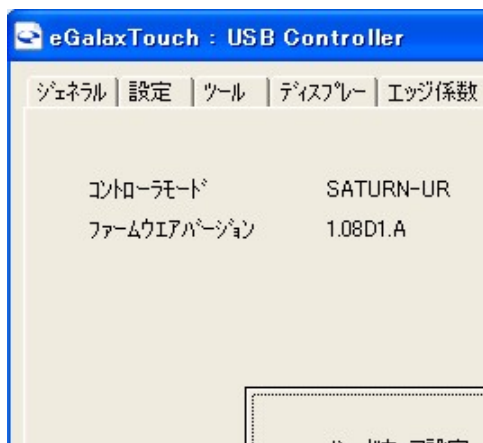 eGalaxTouch : USB Controller
ｼﾞｪﾈﾗﾙ 設定 ﾂｰﾙ ﾃﾞｨｽﾌﾟﾚｰ エッジ係数
ｺﾝﾄﾛｰﾗﾓｰﾄﾞ SATURN-UR
ﾌｧｰﾑｳｴｱﾊﾞｰｼﾞｮﾝ 1.08D1.A